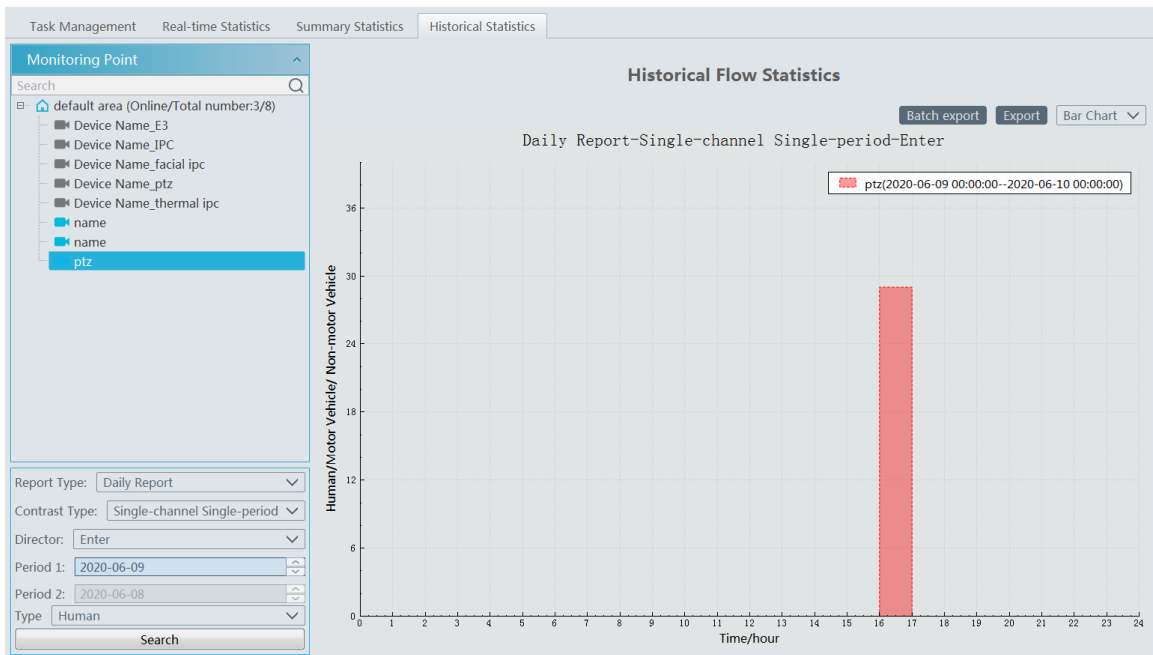 Task Management
Real-time Statistics
Summary Statistics
Historical Statistics
Monitoring Point
Search
default area (Online/Total number:3/8)
Device Name_E3
Device Name_IPC
Device Name_facial ipc
Device Name_ptz
Device Name_thermal ipc
name
name
ptz
Report Type: Daily Report
Contrast Type: Single-channel Single-period
Director: Enter
Period 1: 2020-06-09
Period 2: 2020-06-08
Type Human
Search
Historical Flow Statistics
Batch export
Export
Bar Chart
Daily Report-Single-channel Single-period-Enter
ptz(2020-06-09 00:00:00--2020-06-10 00:00:00)
Human/Motor Vehicle/ Non-motor Vehicle
36
30
24
18
12
6
0
0 1 2 3 4 5 6 7 8 9 10 11 12 13 14 15 16 17 18 19 20 21 22 23 24
Time/hour